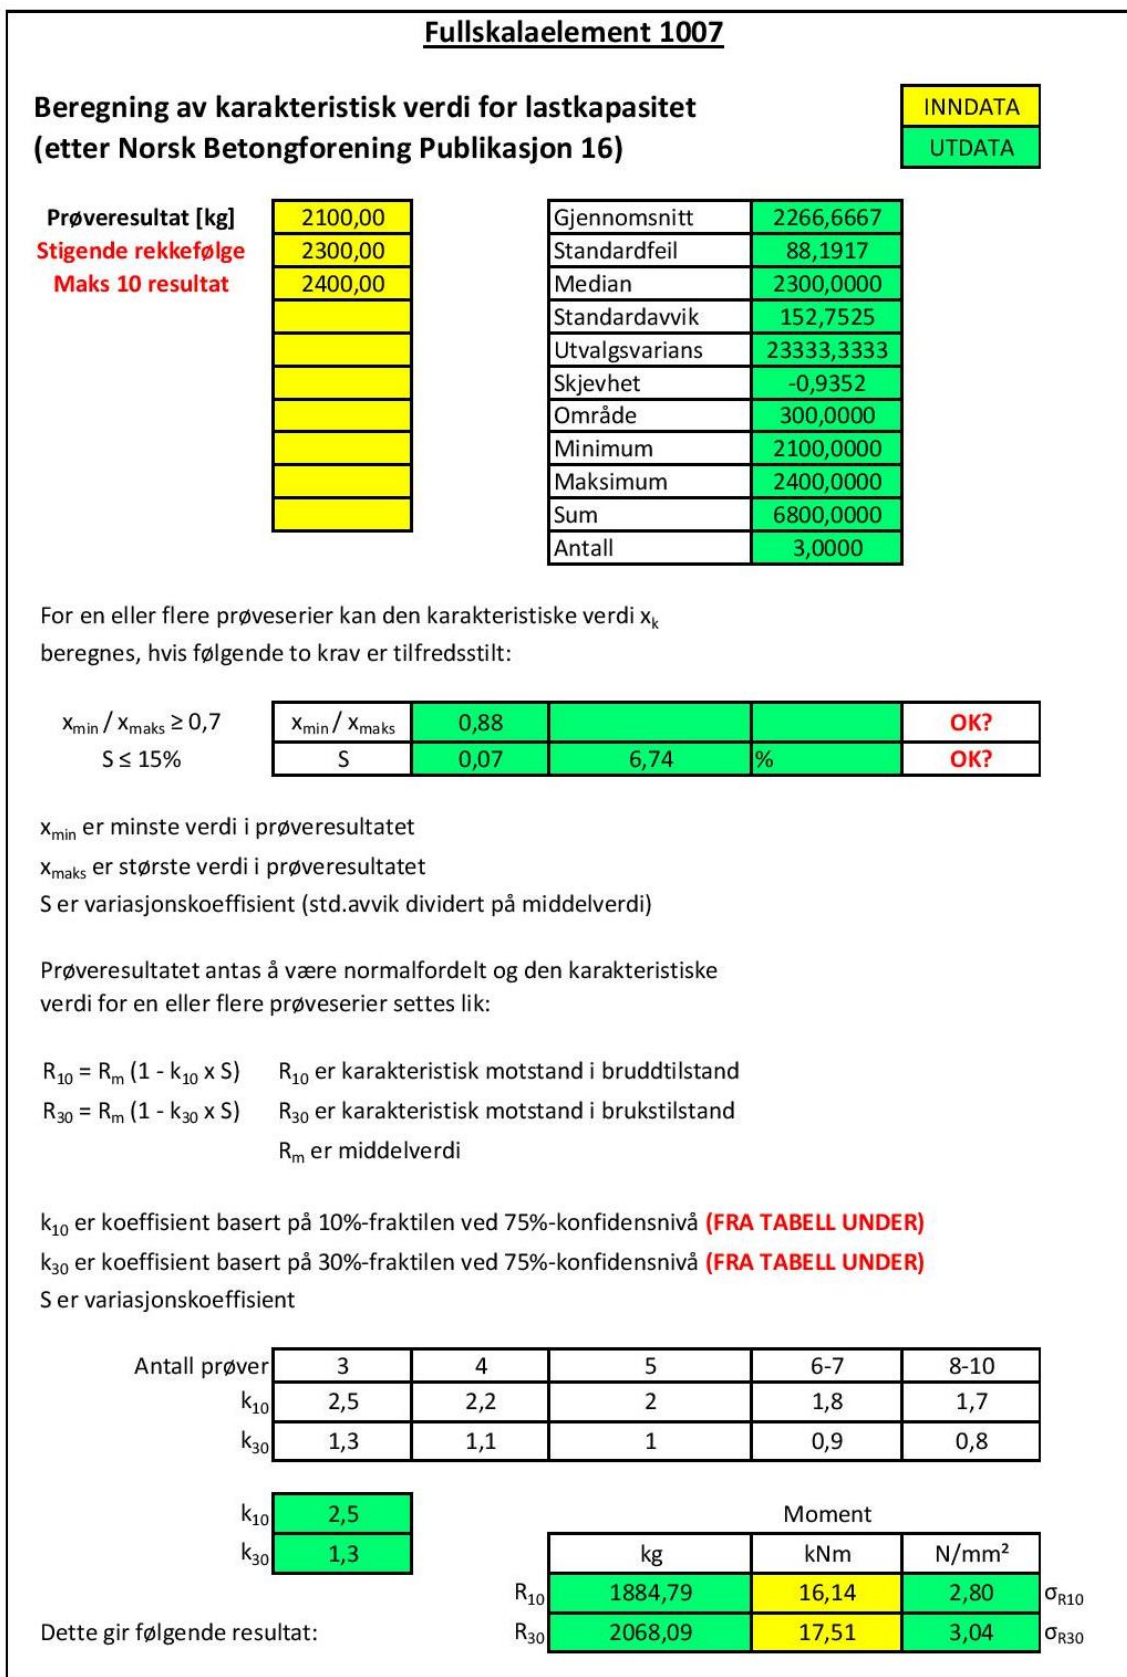 Fullskalaelement 1007
Beregning av karakteristisk verdi for lastkapasitet
(etter Norsk Betongforening Publikasjon 16)
INNDATA
UTDATA
Prøveresultat [kg] 2100,00 Gjennomsnitt 2266,6667
Stigende rekkefølge 2300,00 Standardfeil 88,1917
Maks 10 resultat 2400,00 Median 2300,0000
Standardavvik 152,7525
Utvalgsvarians 23333,3333
Skjevhet -0,9352
Område 300,0000
Minimum 2100,0000
Maksimum 2400,0000
Sum 6800,0000
Antall 3,0000
For en eller flere prøveserier kan den karakteristiske verdi xk
beregnes, hvis følgende to krav er tilfredsstilt:
xmin / xmaks ≥ 0,7 xmin / xmaks 0,88 OK?
S ≤ 15% S 0,07 6,74 % OK?
xmin er minste verdi i prøveresultatet
xmaks er største verdi i prøveresultatet
S er variasjonskoeffisient (std.avvik dividert på middelverdi)
Prøveresultatet antas å være normalfordelt og den karakteristiske
verdi for en eller flere prøveserier settes lik:
R10 = Rm (1 - k10 x S) R10 er karakteristisk motstand i bruddtilstand
R30 = Rm (1 - k30 x S) R30 er karakteristisk motstand i brukstilstand
Rm er middelverdi
k10 er koeffisient basert på 10%-fraktilen ved 75%-konfidensnivå (FRA TABELL UNDER)
k30 er koeffisient basert på 30%-fraktilen ved 75%-konfidensnivå (FRA TABELL UNDER)
S er variasjonskoeffisient
Antall prøver 3 4 5 6-7 8-10
k10 2,5 2,2 2 1,8 1,7
k30 1,3 1,1 1 0,9 0,8
k10 2,5 Moment
k30 1,3 kg kNm N/mm²
R10 1884,79 16,14 2,80 σR10
Dette gir følgende resultat: R30 2068,09 17,51 3,04 σR30